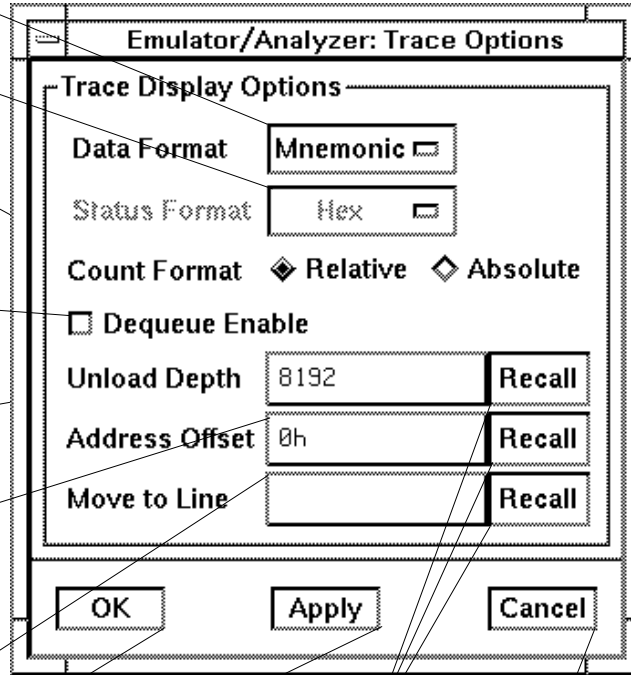 Emulator/Analyzer: Trace Options
Trace Display Options
Data Format Mnemonic
Status Format Hex
Count Format Relative Absolute
Dequeue Enable
Unload Depth 8192 Recall
Address Offset 0h Recall
Move to Line Recall
OK Apply Cancel